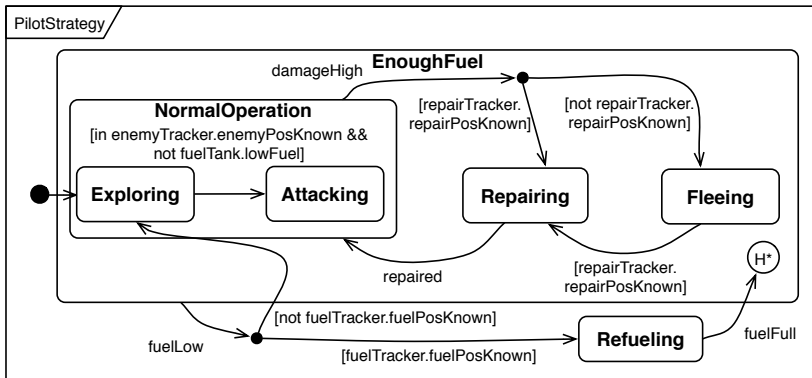 PilotStrategy
EnoughFuel
damageHigh
NormalOperation
[in enemyTracker.enemyPosKnown &&
not fuelTank.lowFuel]
[repairTracker.
repairPosKnown]
[not repairTracker.
repairPosKnown]
Exploring
Attacking
Repairing
Fleeing
repaired
[repairTracker.
repairPosKnown]
H*
fuelLow
[not fuelTracker.fuelPosKnown]
[fuelTracker.fuelPosKnown]
Refueling
fuelFull